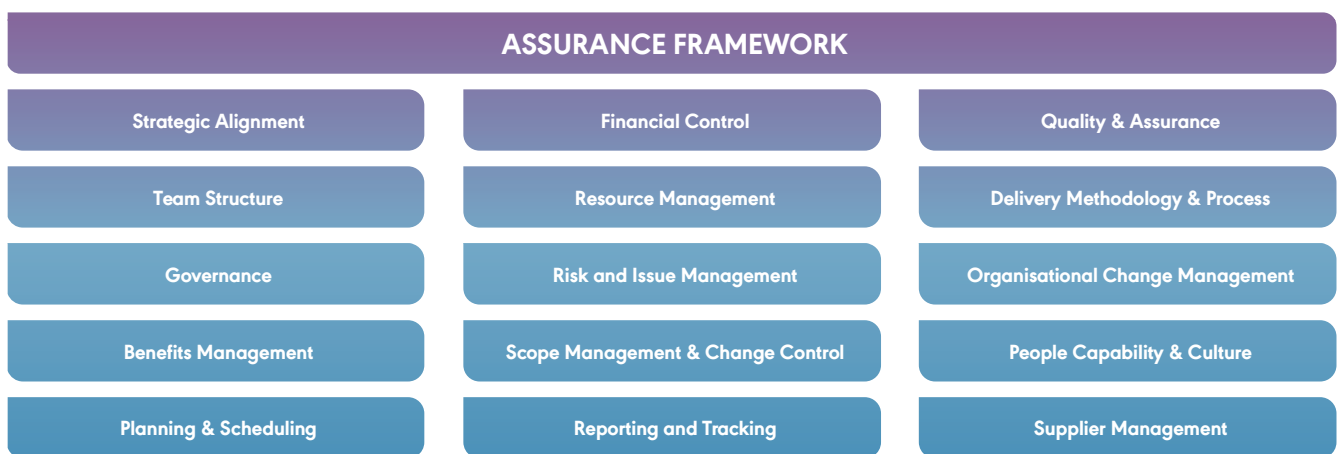 ASSURANCE FRAMEWORK
Strategic Alignment
Financial Control
Quality & Assurance
Team Structure
Resource Management
Delivery Methodology & Process
Governance
Risk and Issue Management
Organisational Change Management
Benefits Management
Scope Management & Change Control
People Capability & Culture
Planning & Scheduling
Reporting and Tracking
Supplier Management